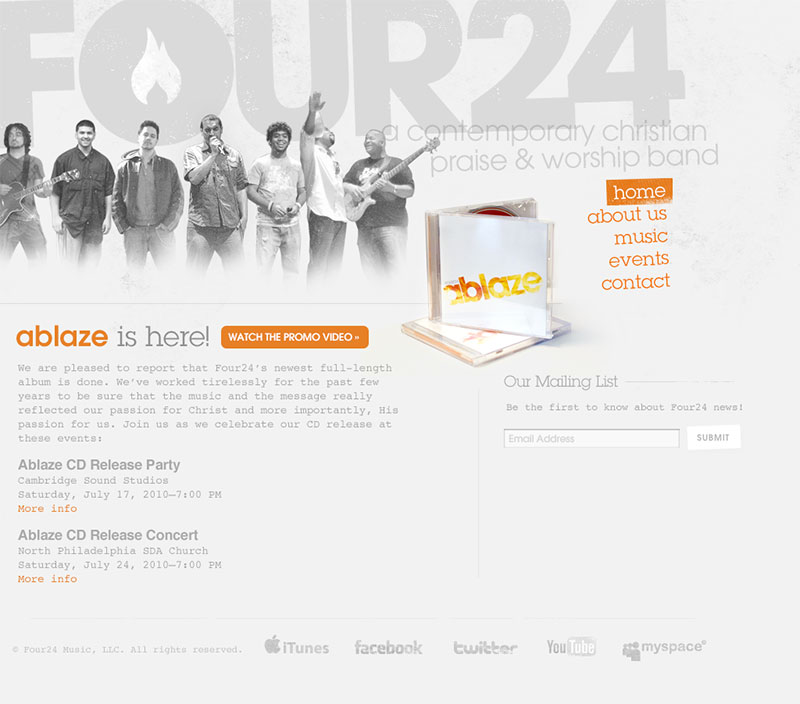 FOUR24
a contemporary christian
praise & worship band
home
about us
music
events
contact
ablaze
ablaze is here! WATCH THE PROMO VIDEO »
We are pleased to report that Four24's newest full-length
album is done. We've worked tirelessly for the past few
years to be sure that the music and the message really
reflected our passion for Christ and more importantly, His
passion for us. Join us as we celebrate our CD release at
these events:
Ablaze CD Release Party
Cambridge Sound Studios
Saturday, July 17, 2010—7:00 PM
More info
Ablaze CD Release Concert
North Philadelphia SDA Church
Saturday, July 24, 2010—7:00 PM
More info
Our Mailing List
Be the first to know about Four24 news!
Email Address SUBMIT
© Four24 Music, LLC. All rights reserved. iTunes facebook twitter YouTube myspace